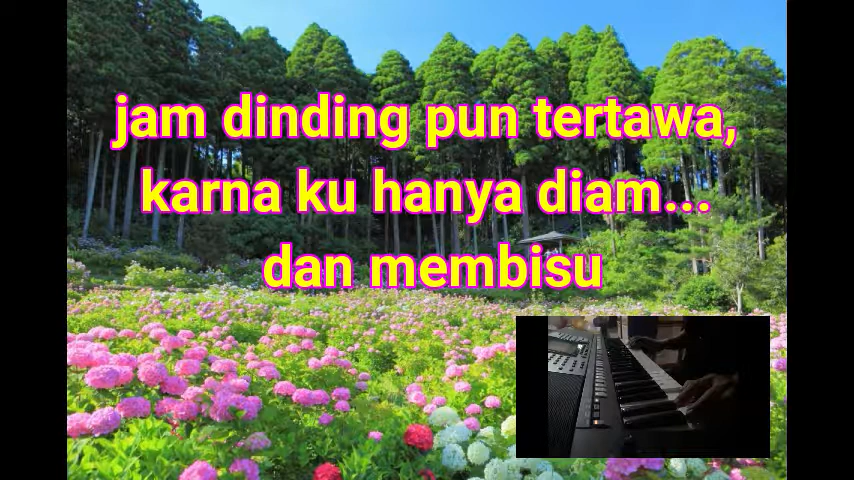 jam dinding pun tertawa,
karna ku hanya diam...
dan membisu